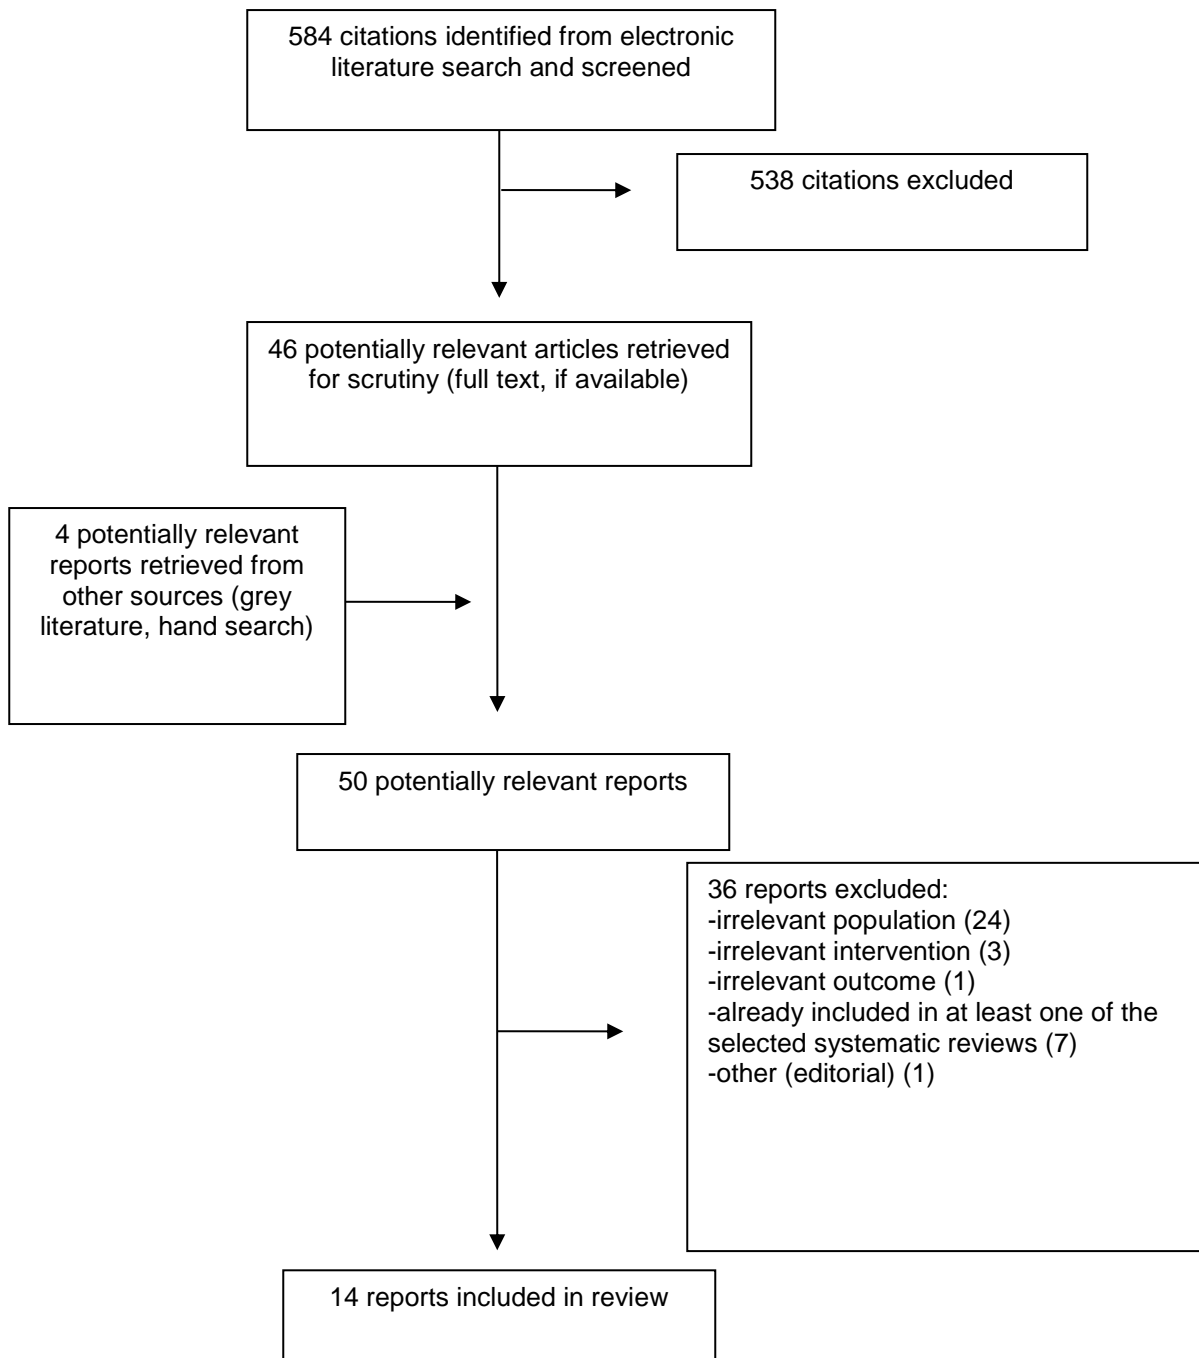 584 citations identified from electronic
literature search and screened
538 citations excluded
46 potentially relevant articles retrieved
for scrutiny (full text, if available)
4 potentially relevant
reports retrieved from
other sources (grey
literature, hand search)
50 potentially relevant reports
36 reports excluded:
-irrelevant population (24)
-irrelevant intervention (3)
-irrelevant outcome (1)
-already included in at least one of the
selected systematic reviews (7)
-other (editorial) (1)
14 reports included in review